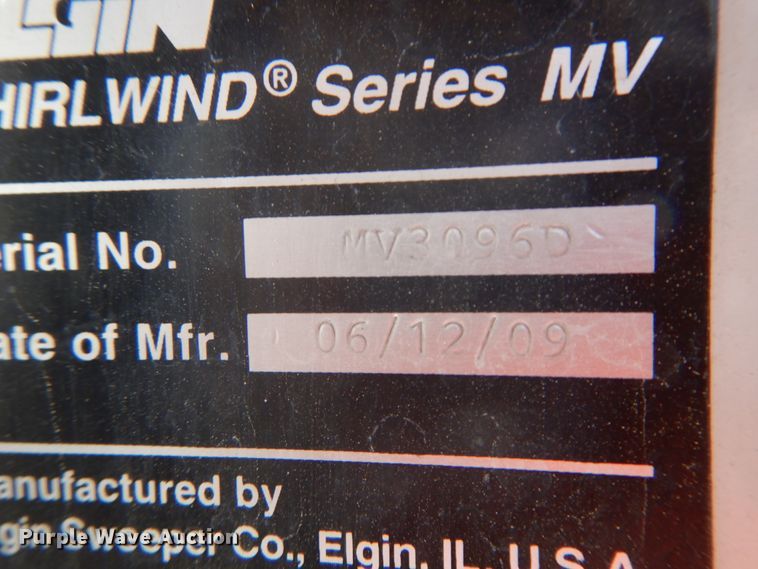 LGIN
HIRLWIND® Series MV
erial No. MV3096D
ate of Mfr. 06/12/09
anufactured by
gin Sweeper Co., Elgin, IL, U.S.A.
Purple Wave Auction